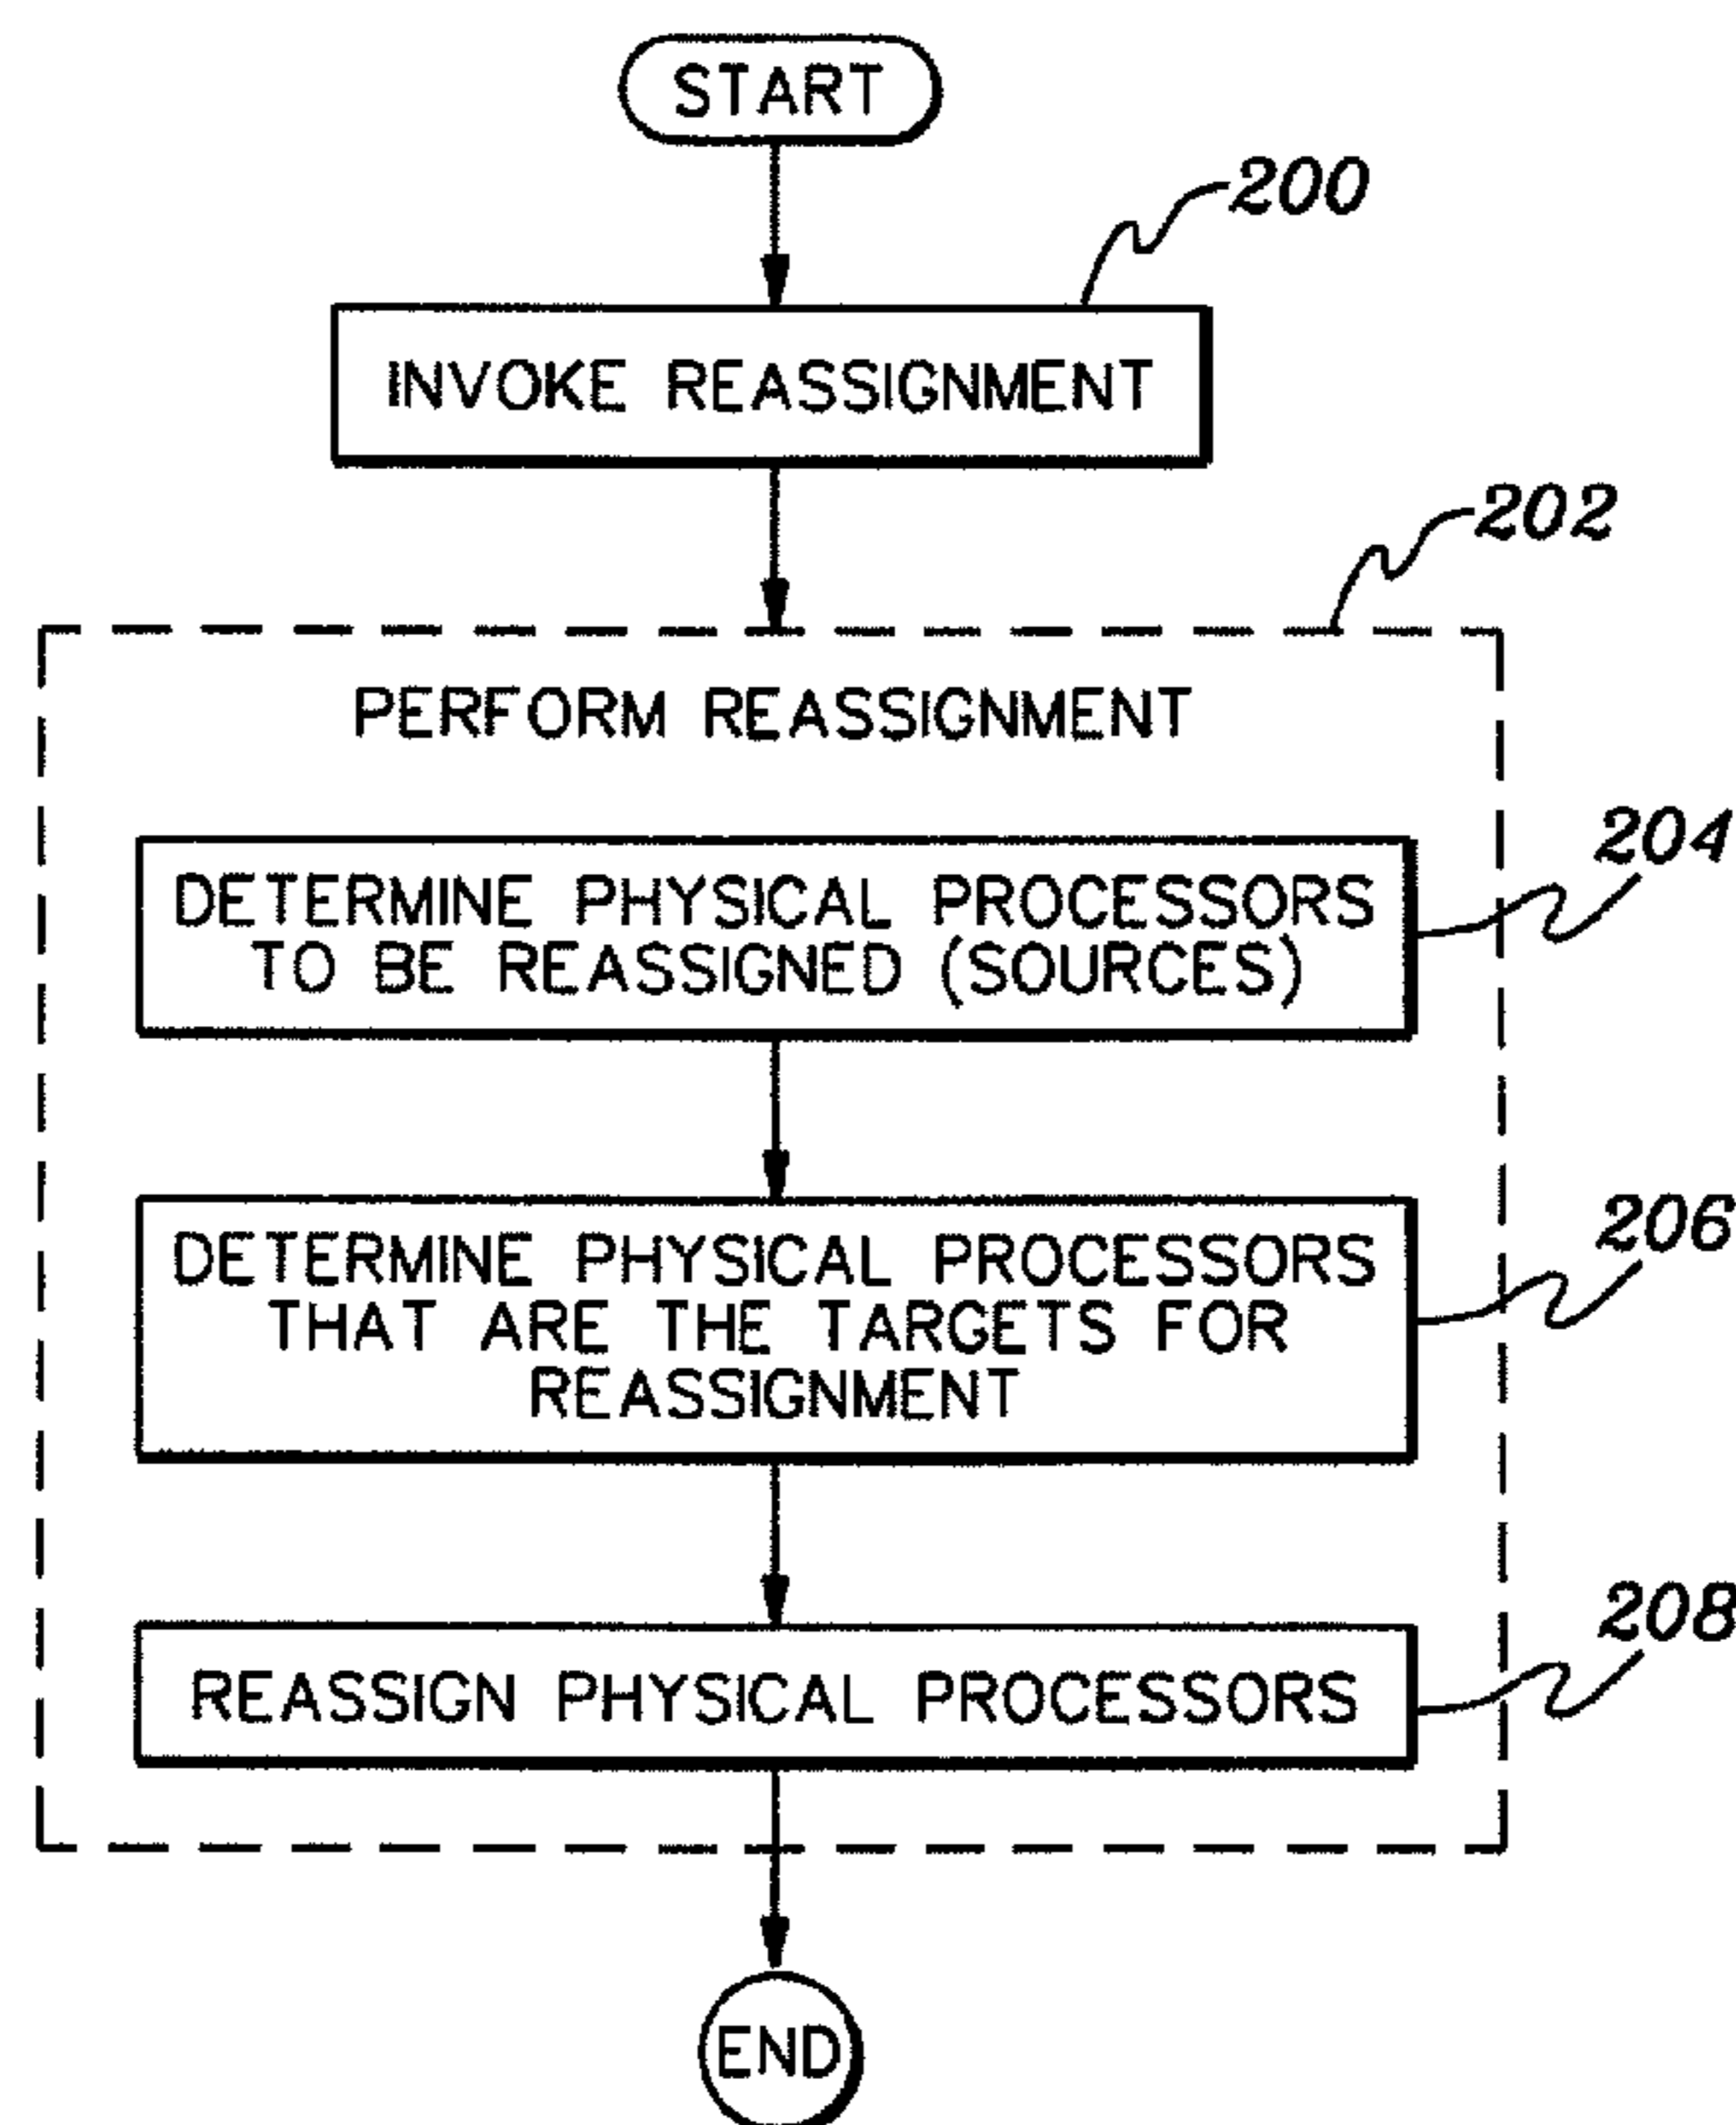 START
200
INVOKE REASSIGNMENT
202
PERFORM REASSIGNMENT
204
DETERMINE PHYSICAL PROCESSORS
TO BE REASSIGNED (SOURCES)
206
DETERMINE PHYSICAL PROCESSORS
THAT ARE THE TARGETS FOR
REASSIGNMENT
208
REASSIGN PHYSICAL PROCESSORS
END